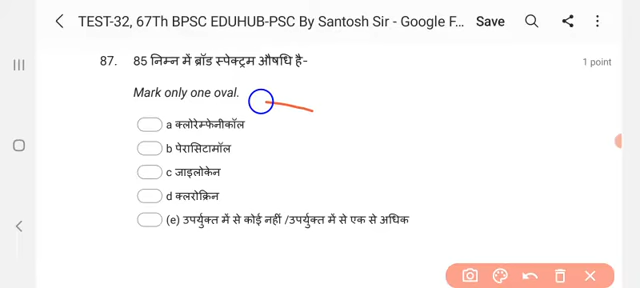 TEST-32, 67Th BPSC EDUHUB-PSC By Santosh Sir - Google F... Save
87. 85 निम्न में ब्रॉड स्पेक्ट्रम औषधि है- 1 point
Mark only one oval.
a क्लोरेम्फेनीकॉल
b पेरासिटामॉल
c जाइलोकेन
d क्लरोक्रिन
(e) उपर्युक्त में से कोई नहीं /उपर्युक्त में से एक से अधिक